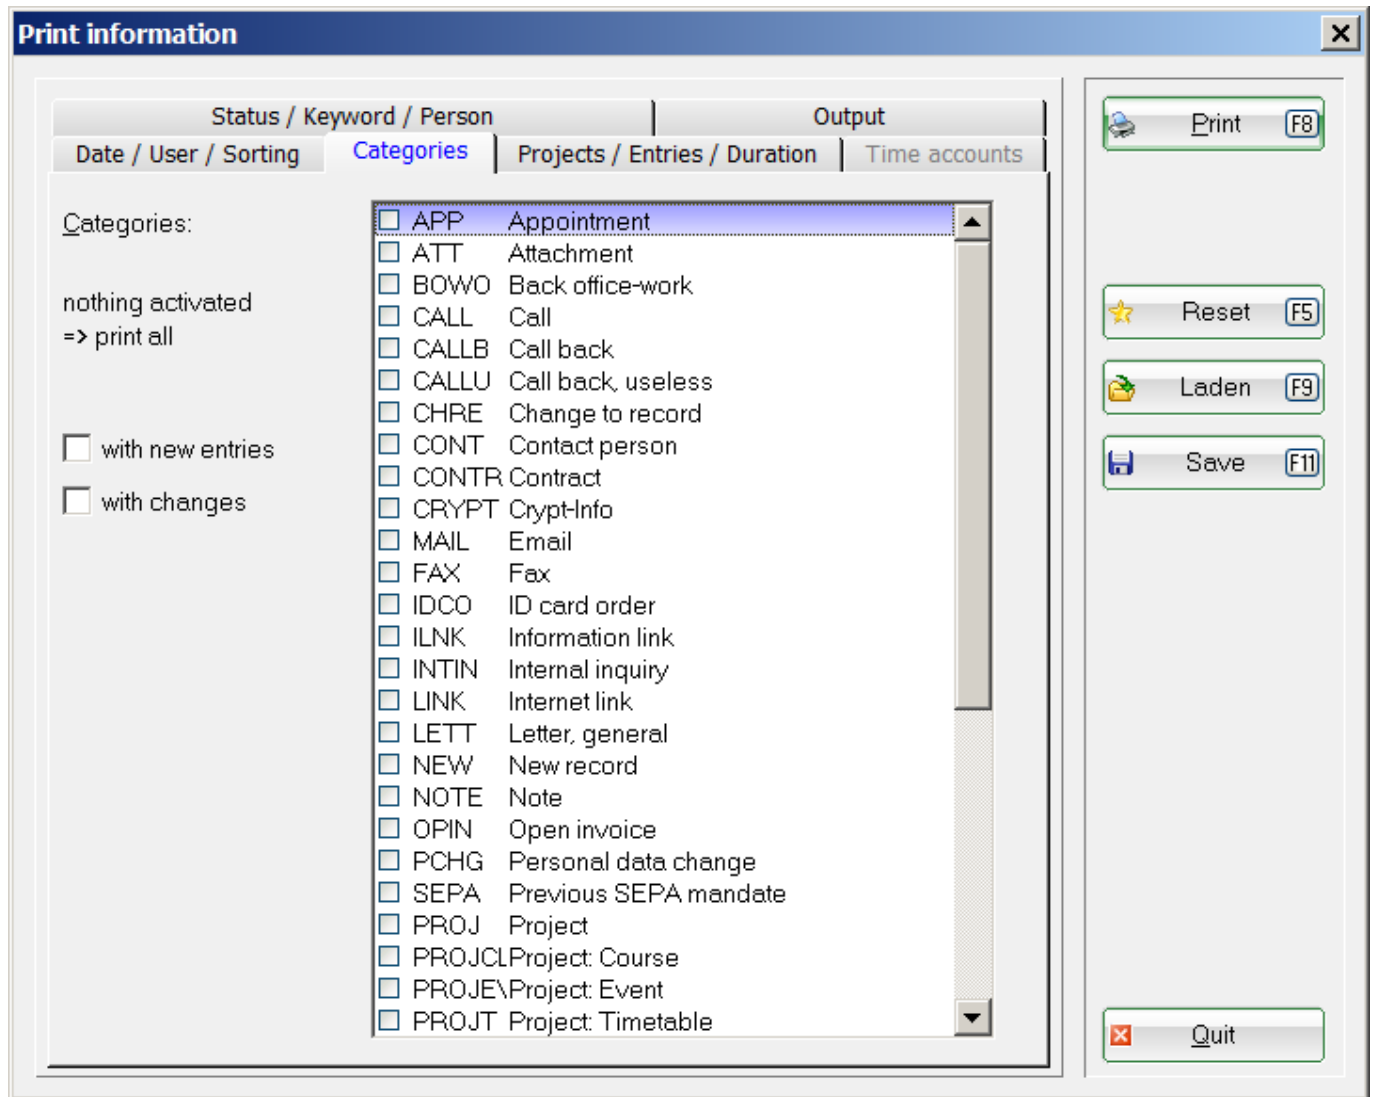 Print information
Status / Keyword / Person
Output
Date / User / Sorting
Categories
Projects / Entries / Duration
Time accounts
Categories:
nothing activated
=> print all
with new entries
with changes
APP Appointment
ATT Attachment
BOWO Back office-work
CALL Call
CALLB Call back
CALLU Call back, useless
CHRE Change to record
CONT Contact person
CONTR Contract
CRYPT Crypt-Info
MAIL Email
FAX Fax
IDCO ID card order
ILNK Information link
INTIN Internal inquiry
LINK Internet link
LETT Letter, general
NEW New record
NOTE Note
OPIN Open invoice
PCHG Personal data change
SEPA Previous SEPA mandate
PROJ Project
Project: Course
Project: Event
PROJT Project: Timetable
Print F8
Reset F5
Laden F9
Save F11
Quit